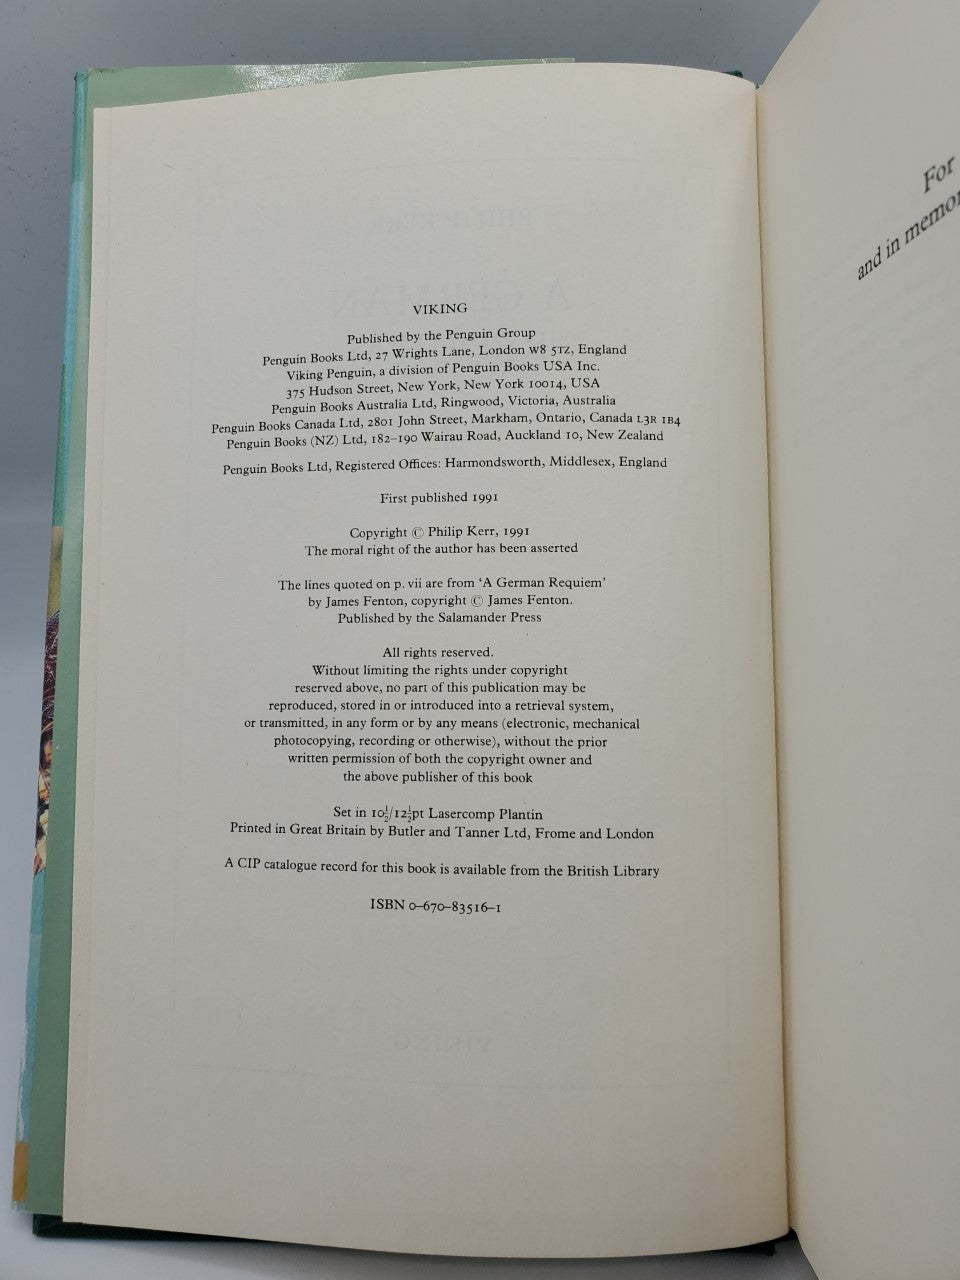 VIKING
Published by the Penguin Group
Penguin Books Ltd, 27 Wrights Lane, London W8 5TZ, England
Viking Penguin, a division of Penguin Books USA Inc.
375 Hudson Street, New York, New York 10014, USA
Penguin Books Australia Ltd, Ringwood, Victoria, Australia
Penguin Books Canada Ltd, 2801 John Street, Markham, Ontario, Canada L3R 1B4
Penguin Books (NZ) Ltd, 182–190 Wairau Road, Auckland 10, New Zealand
Penguin Books Ltd, Registered Offices: Harmondsworth, Middlesex, England
First published 1991
Copyright © Philip Kerr, 1991
The moral right of the author has been asserted
The lines quoted on p. vii are from ‘A German Requiem’
by James Fenton, copyright © James Fenton.
Published by the Salamander Press
All rights reserved.
Without limiting the rights under copyright
reserved above, no part of this publication may be
reproduced, stored in or introduced into a retrieval system,
or transmitted, in any form or by any means (electronic, mechanical
photocopying, recording or otherwise), without the prior
written permission of both the copyright owner and
the above publisher of this book
Set in 10½/12½pt Lasercomp Plantin
Printed in Great Britain by Butler and Tanner Ltd, Frome and London
A CIP catalogue record for this book is available from the British Library
ISBN 0–670–83516–1
For
and in